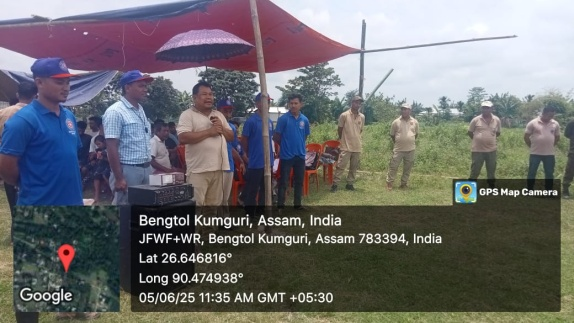 GPS Map Camera
Bengtol Kumguri, Assam, India
JFWF+WR, Bengtol Kumguri, Assam 783394, India
Lat 26.646816°
Long 90.474938°
05/06/25 11:35 AM GMT +05:30
Google